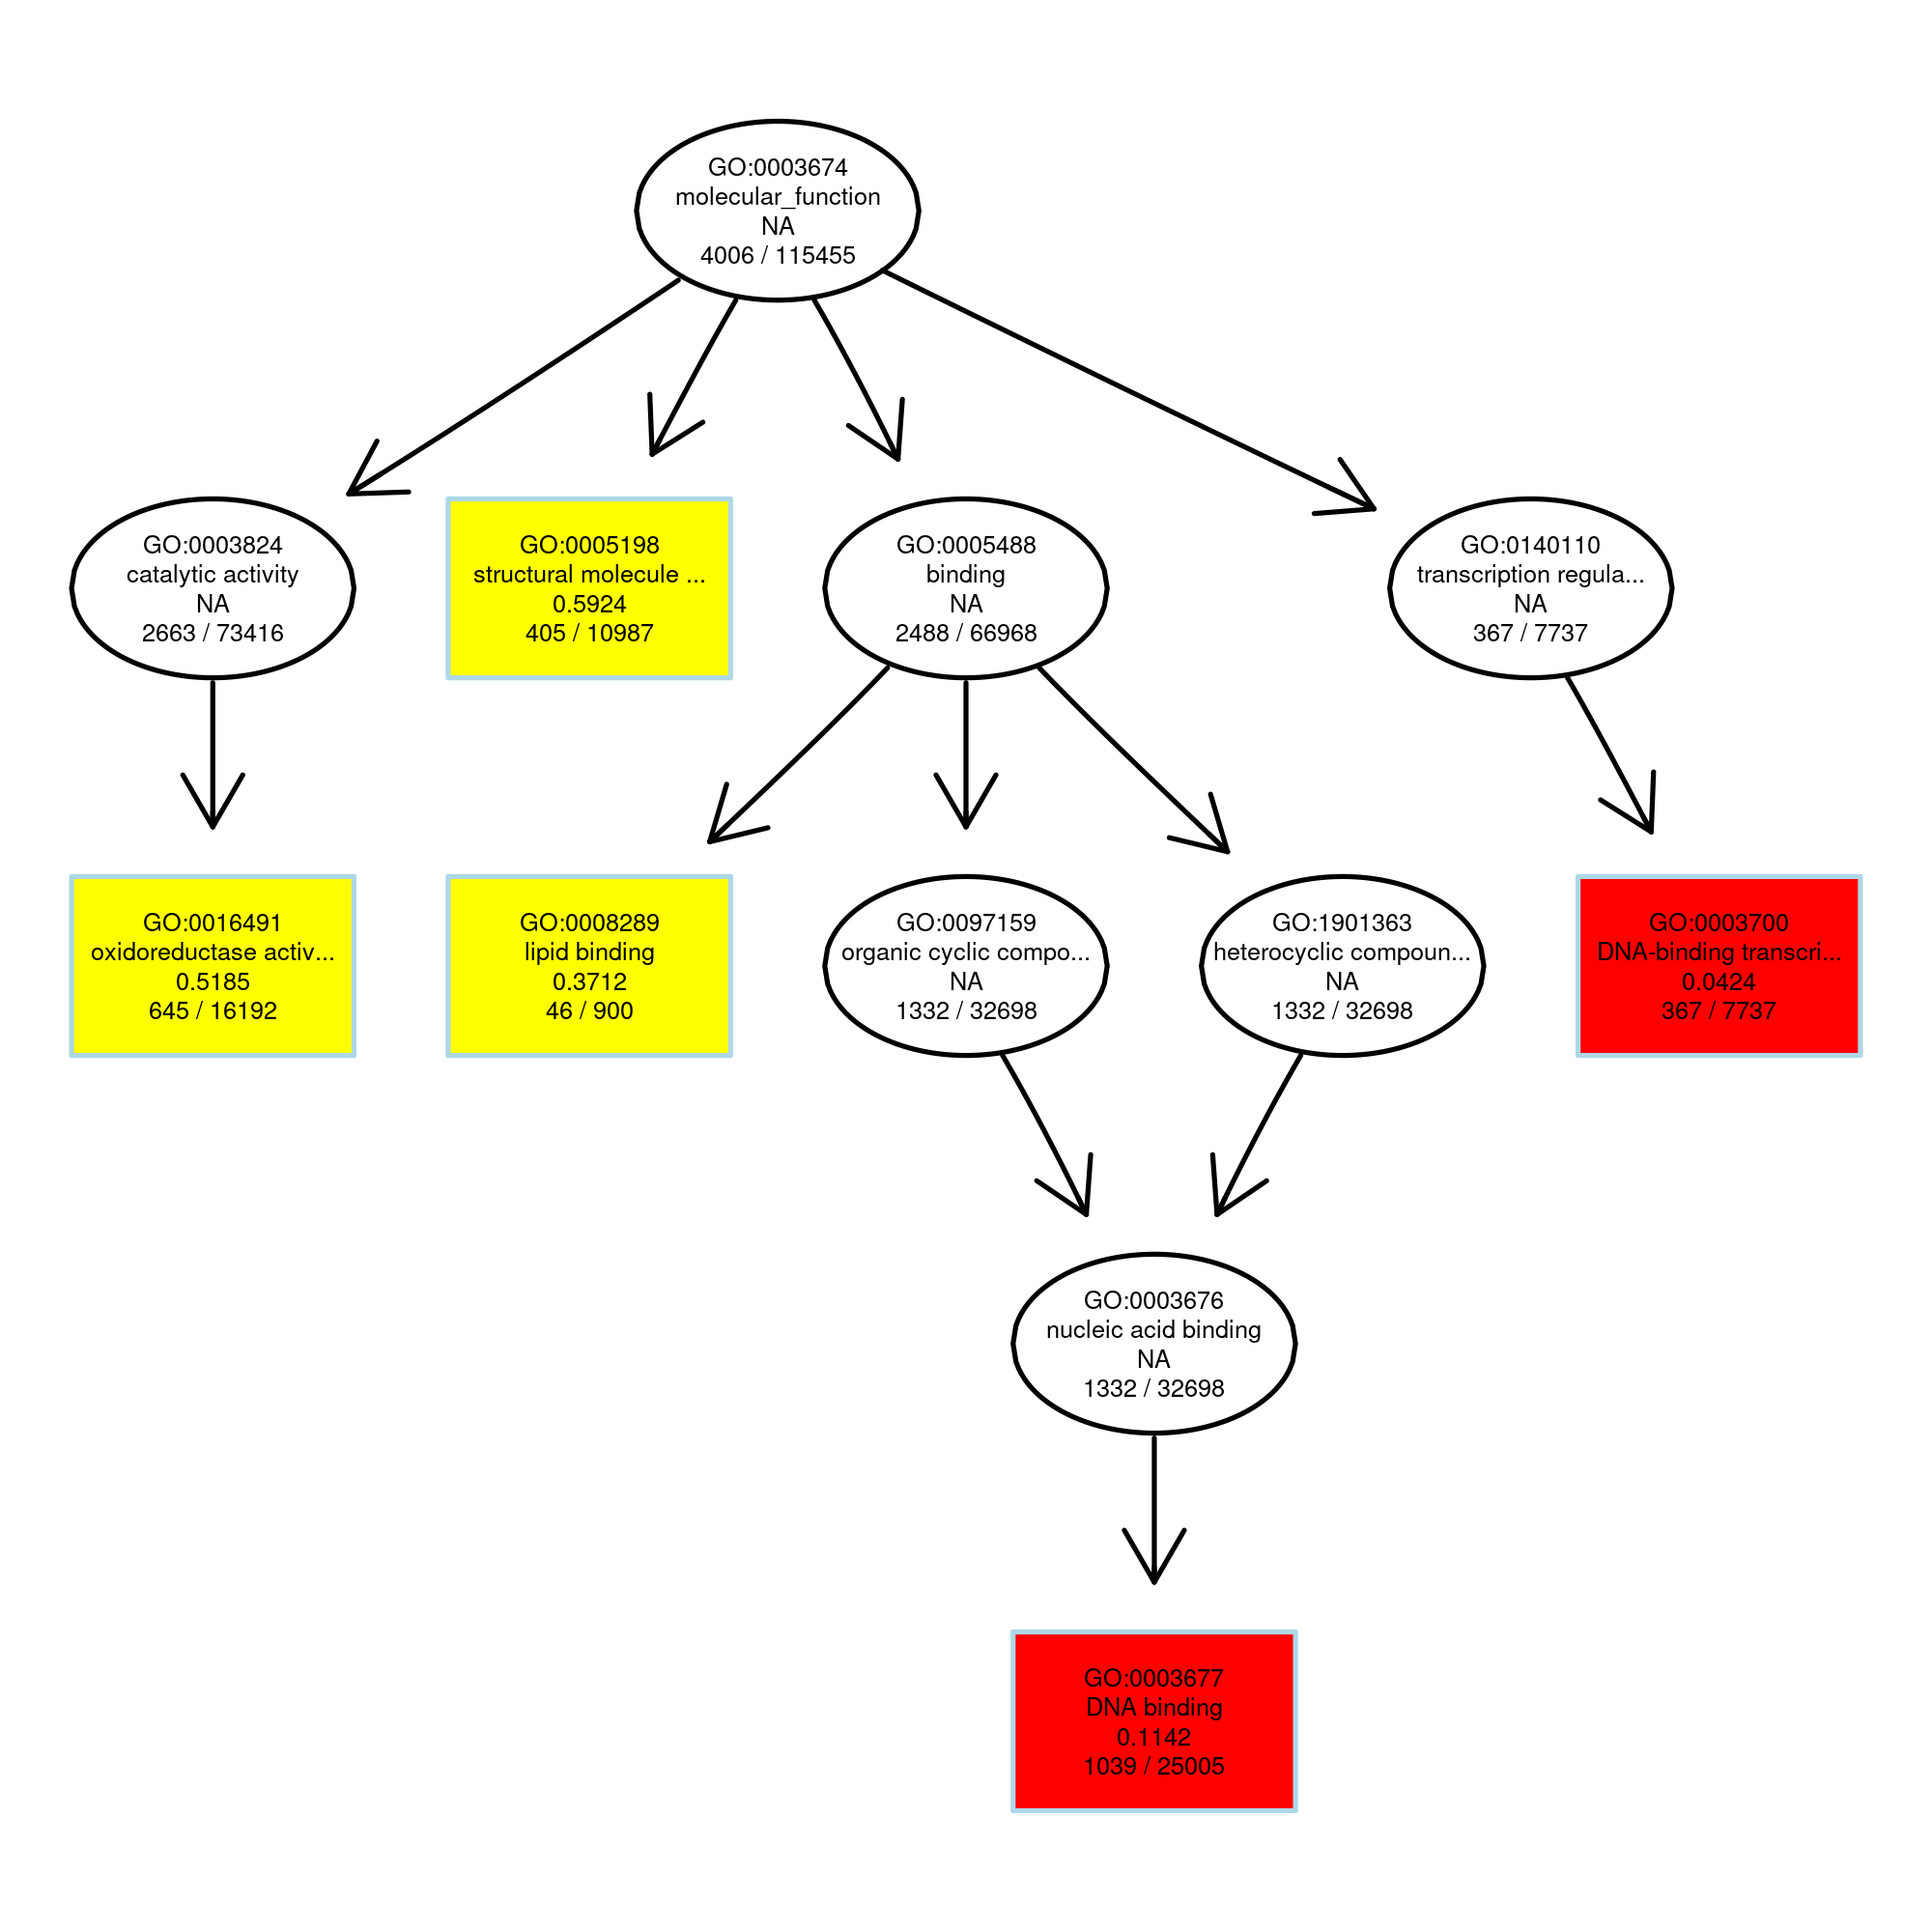 GO:0003674
molecular_function
NA
4006 / 115455
GO:0003824
catalytic activity
NA
2663 / 73416
GO:0005198
structural molecule ...
0.5924
405 / 10987
GO:0005488
binding
NA
2488 / 66968
GO:0140110
transcription regula...
NA
367 / 7737
GO:0016491
oxidoreductase activ...
0.5185
645 / 16192
GO:0008289
lipid binding
0.3712
46 / 900
GO:0097159
organic cyclic compo...
NA
1332 / 32698
GO:1901363
heterocyclic compoun...
NA
1332 / 32698
GO:0003700
DNA-binding transcri...
0.0424
367 / 7737
GO:0003676
nucleic acid binding
NA
1332 / 32698
GO:0003677
DNA binding
0.1142
1039 / 25005